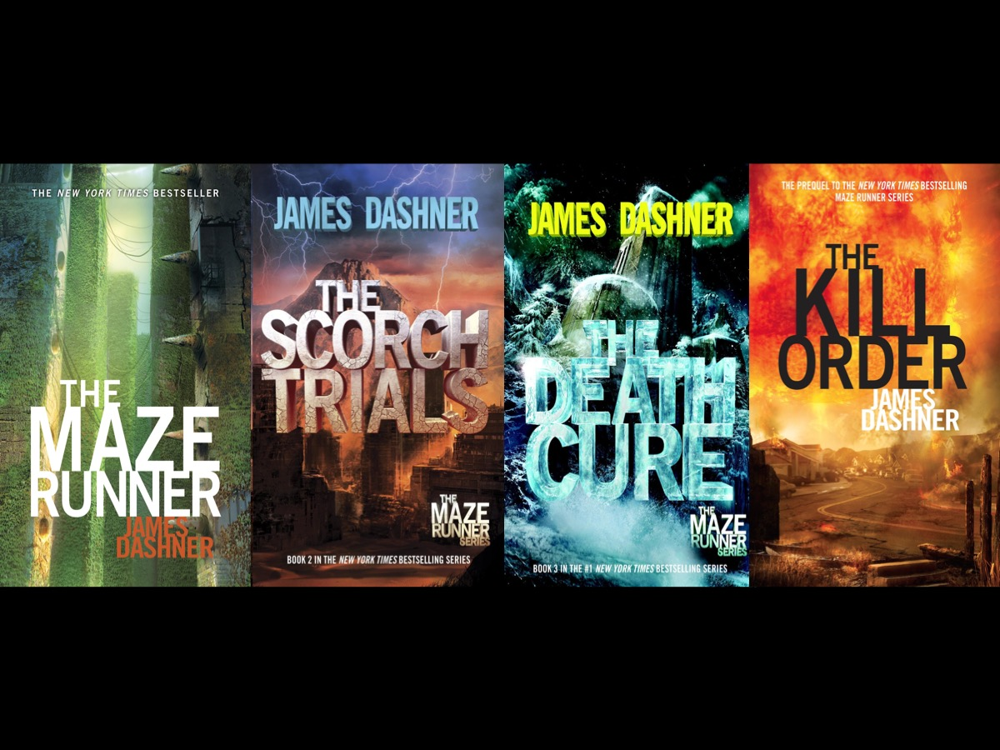 THE NEW YORK TIMES BESTSELLER
THE
MAZE
RUNNER
JAMES
DASHNER
JAMES DASHNER
THE
SCORCH
TRIALS
THE
MAZE
RUNNER
SERIES
BOOK 2 IN THE NEW YORK TIMES BESTSELLING SERIES
JAMES DASHNER
THE
DEATH
CURE
THE
MAZE
RUNNER
SERIES
BOOK 3 IN THE #1 NEW YORK TIMES BESTSELLING SERIES
THE PREQUEL TO THE NEW YORK TIMES BESTSELLING
MAZE RUNNER SERIES
THE
KILL
ORDER
JAMES
DASHNER